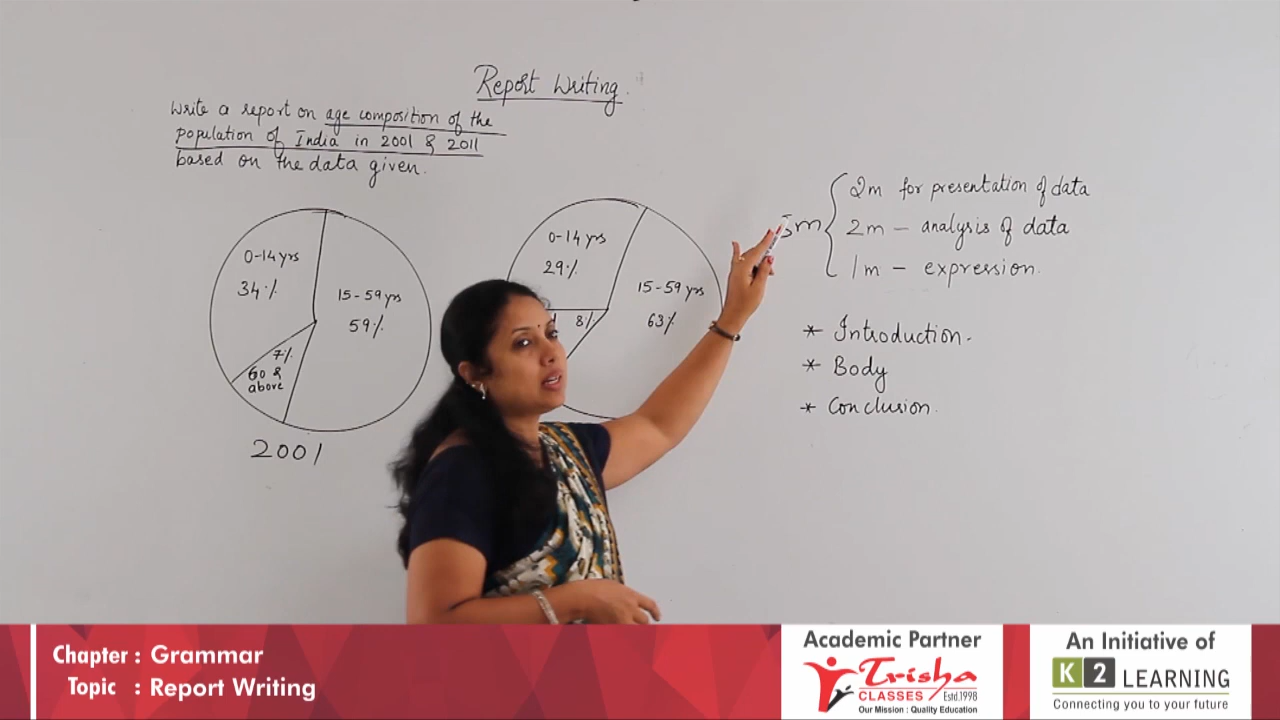 Report Writing.
Write a report on age composition of the
population of India in 2001 & 2011
based on the data given.
0-14 yrs
34%
15-59 yrs
59%
7%
60 &
above
2001
0-14 yrs
29%
15-59 yrs
63%
8%
5m
2m for presentation of data
2m - analysis of data
1m - expression.
* Introduction.
* Body
* Conclusion.
Chapter : Grammar
Topic : Report Writing
Academic Partner
Trisha
CLASSES Estd.1998
Our Mission : Quality Education
An Initiative of
K2 LEARNING
Connecting you to your future